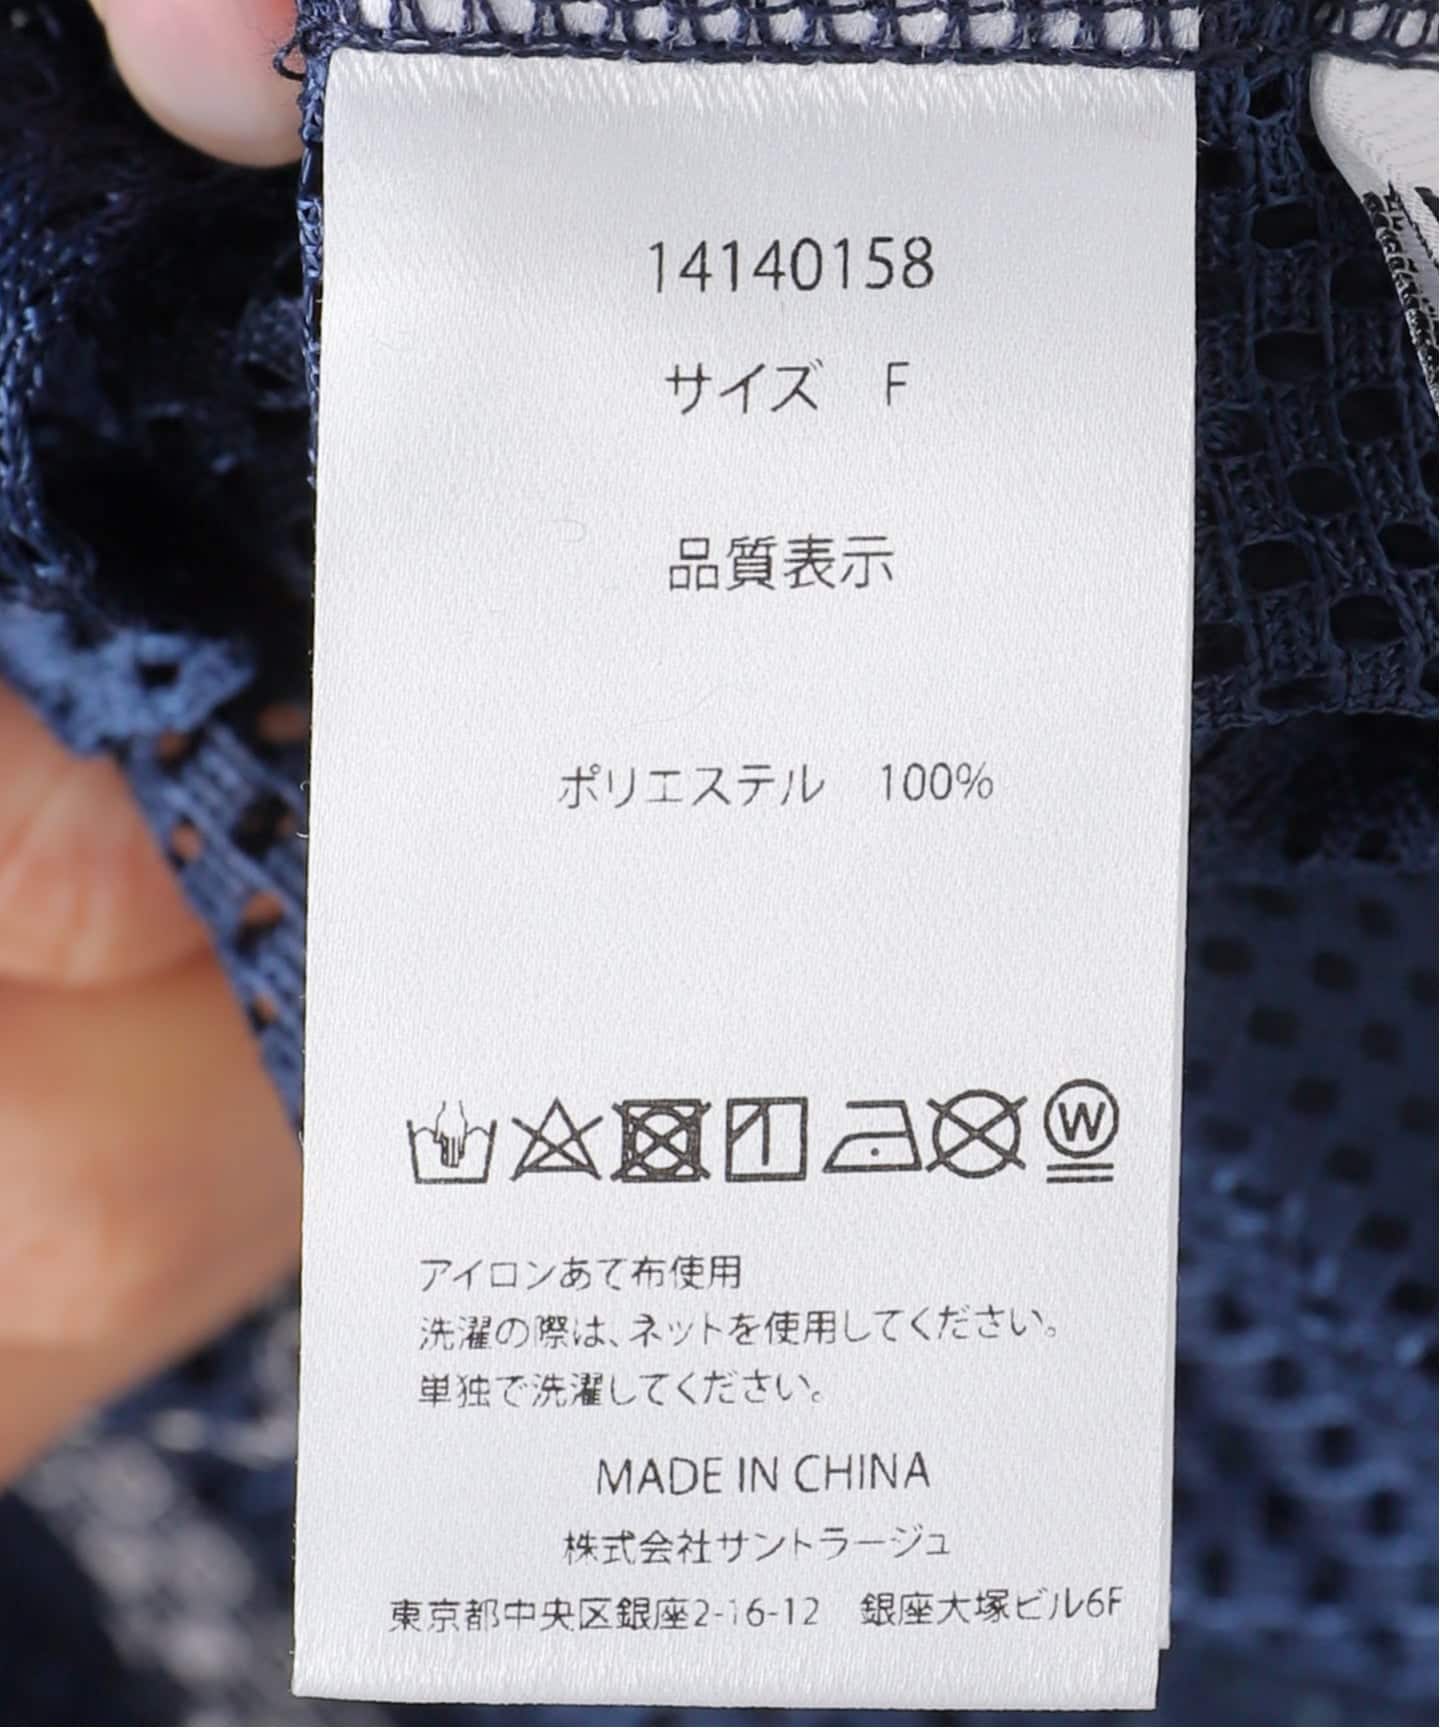 14140158
サイズ　F
品質表示
ポリエステル　100%
W
アイロンあて布使用
洗濯の際は、ネットを使用してください。
単独で洗濯してください。
MADE IN CHINA
株式会社サントラージュ
東京都中央区銀座2-16-12　銀座大塚ビル6F